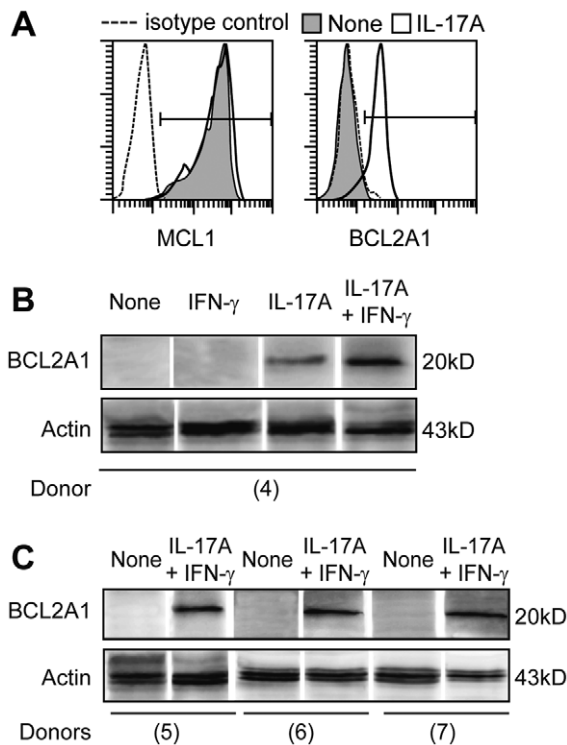 A
isotype control None IL-17A
MCL1
BCL2A1
B
None IFN-γ IL-17A IL-17A + IFN-γ
BCL2A1 20kD
Actin 43kD
Donor (4)
C
None IL-17A + IFN-γ None IL-17A + IFN-γ None IL-17A + IFN-γ
BCL2A1 20kD
Actin 43kD
Donors (5) (6) (7)